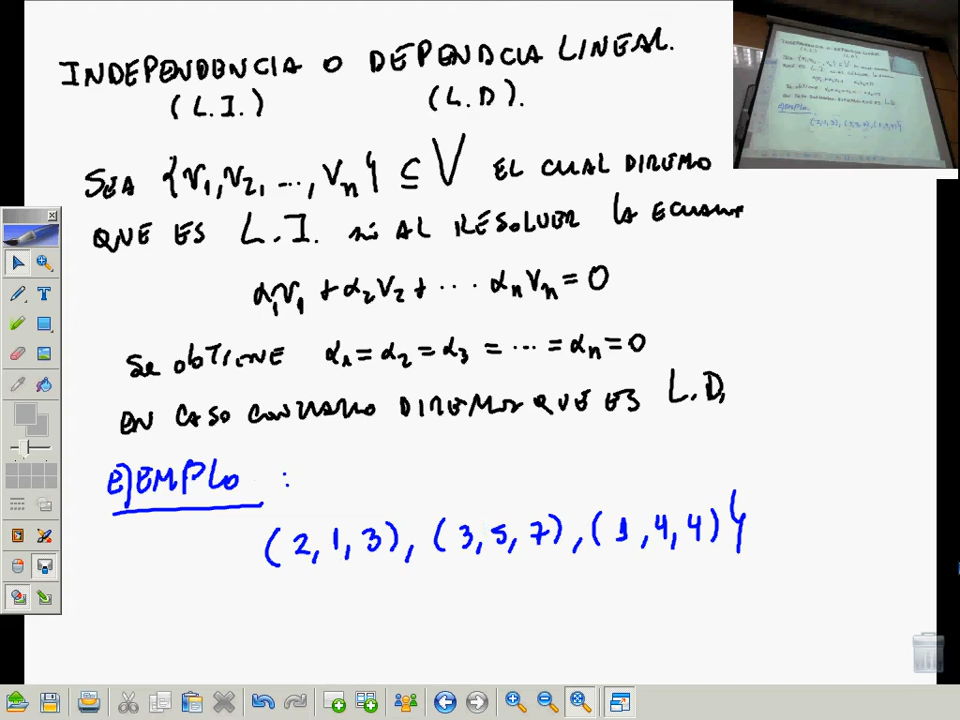 INDEPENDENCIA O DEPENDCIA LINEAL.
(L.I.) (L.D).
SEA {v₁, v₂, ..., vₙ} ⊆ V EL CUAL DIREMO
QUE ES L.I. si AL RESOLVER la ECUACION
α₁v₁ + α₂v₂ + ... αₙvₙ = 0
Se obTIENE α₁ = α₂ = α₃ = ... = αₙ = 0
EN CASO CONTRARIO DIREMOS QUE ES L.D,
EJEMPLO :
(2, 1, 3), (3, 5, 7), (1, 4, 4)}